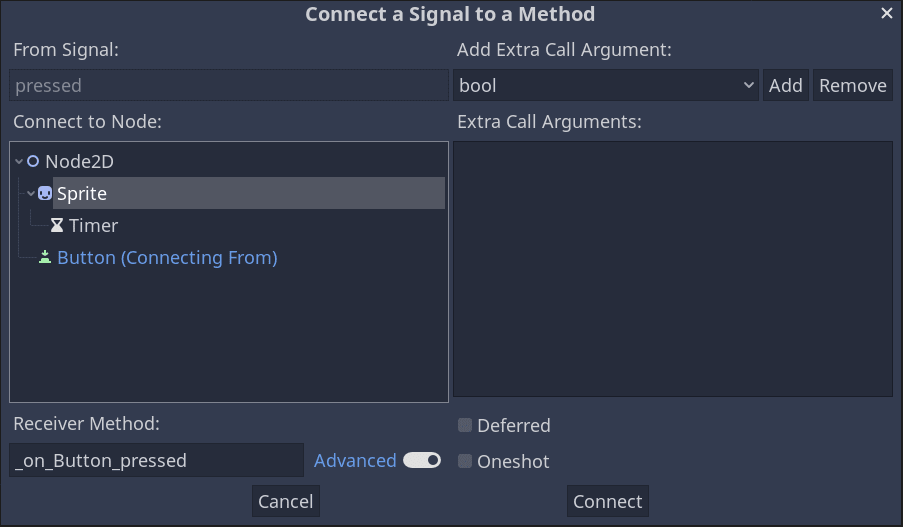 Connect a Signal to a Method
From Signal:
pressed
Add Extra Call Argument:
bool
Add
Remove
Connect to Node:
Node2D
Sprite
Timer
Button (Connecting From)
Extra Call Arguments:
Receiver Method:
_on_Button_pressed
Advanced
Deferred
Oneshot
Cancel
Connect